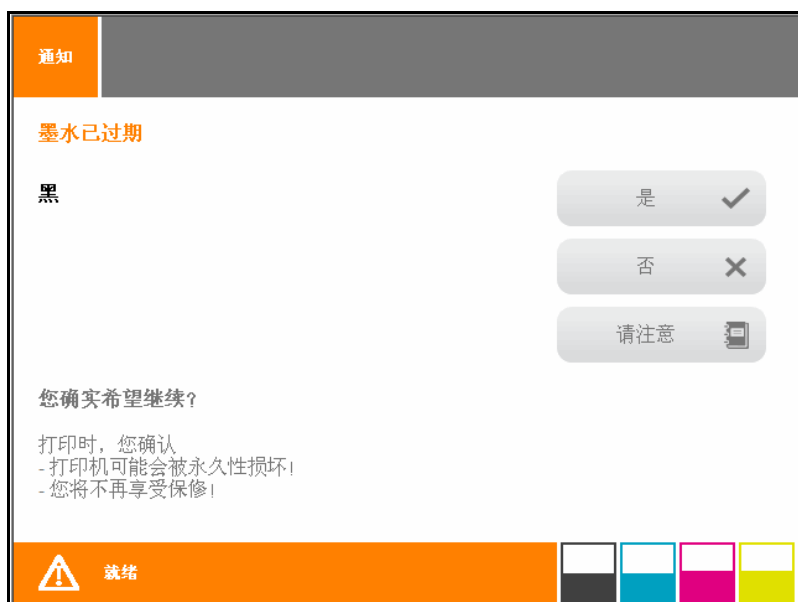 通知
墨水已过期
黑
是
否
请注意
您确实希望继续?
打印时，您确认
- 打印机可能会被永久性损坏!
- 您将不再享受保修!
就绪